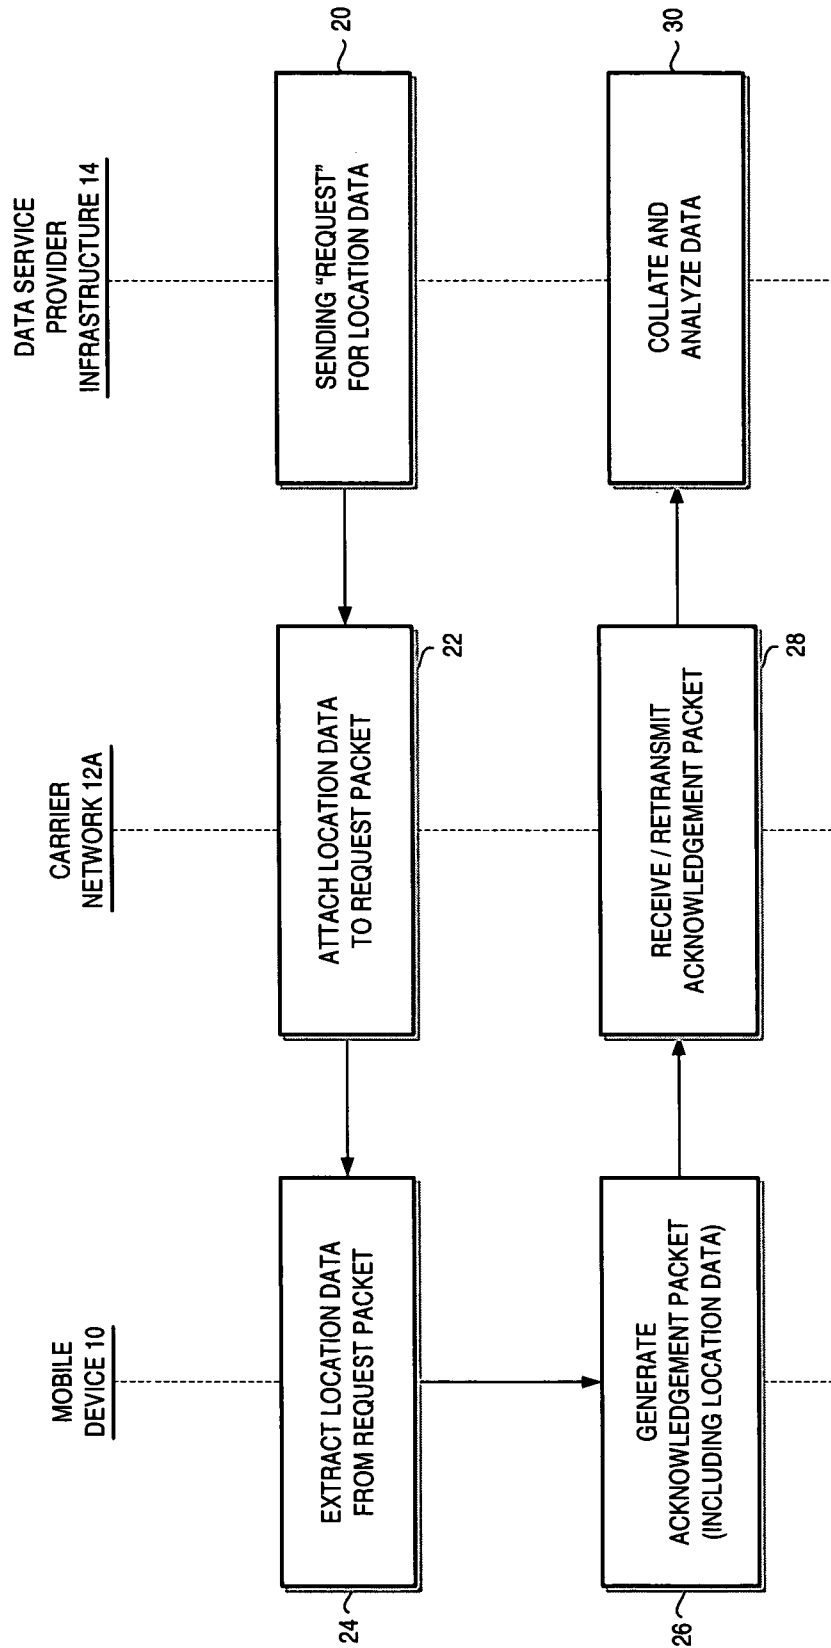 MOBILE
DEVICE 10
CARRIER
NETWORK 12A
DATA SERVICE
PROVIDER
INFRASTRUCTURE 14
EXTRACT LOCATION DATA
FROM REQUEST PACKET
24
ATTACH LOCATION DATA
TO REQUEST PACKET
22
SENDING "REQUEST"
FOR LOCATION DATA
20
GENERATE
ACKNOWLEDGEMENT PACKET
(INCLUDING LOCATION DATA)
26
RECEIVE / RETRANSMIT
ACKNOWLEDGEMENT PACKET
28
COLLATE AND
ANALYZE DATA
30